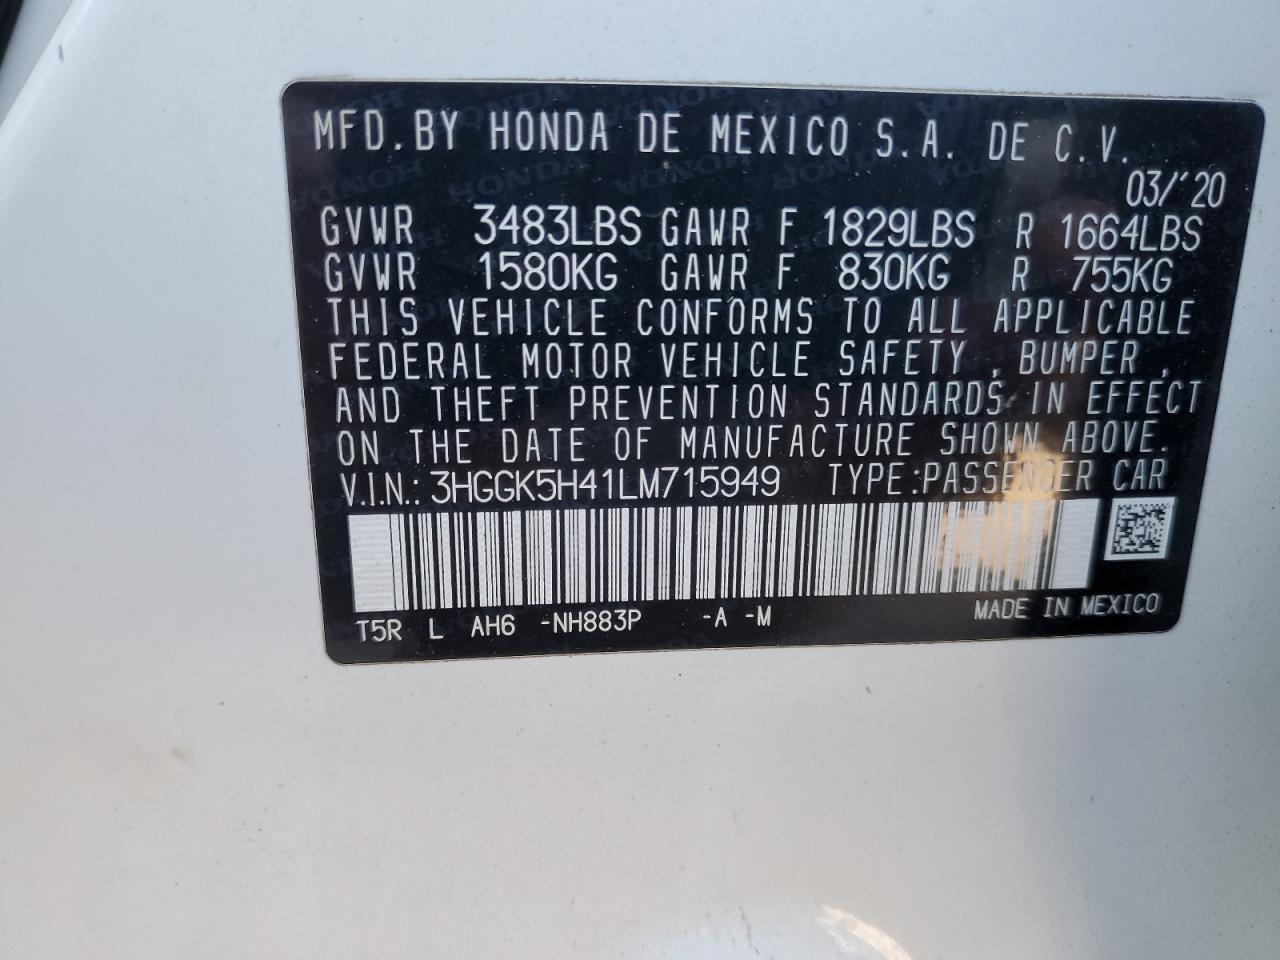 MFD.BY HONDA DE MEXICO S.A. DE C.V.
03/'20
GVWR 3483LBS GAWR F 1829LBS R 1664LBS
GVWR 1580KG GAWR F 830KG R 755KG
THIS VEHICLE CONFORMS TO ALL APPLICABLE
FEDERAL MOTOR VEHICLE SAFETY, BUMPER,
AND THEFT PREVENTION STANDARDS IN EFFECT
ON THE DATE OF MANUFACTURE SHOWN ABOVE.
V.I.N.: 3HGGK5H41LM715949 TYPE:PASSENGER CAR
T5R L AH6 -NH883P -A -M MADE IN MEXICO